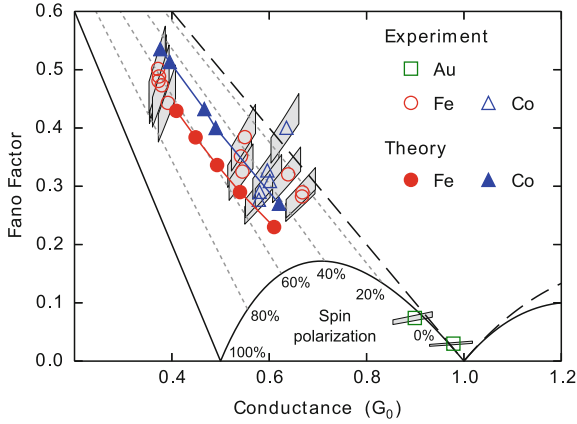 Fano Factor
0.6
0.5
0.4
0.3
0.2
0.1
0.0
Experiment
Au
Fe Co
Theory
Fe Co
100%
80%
60%
40%
20%
0%
Spin
polarization
0.4 0.6 0.8 1.0 1.2
Conductance (G₀)